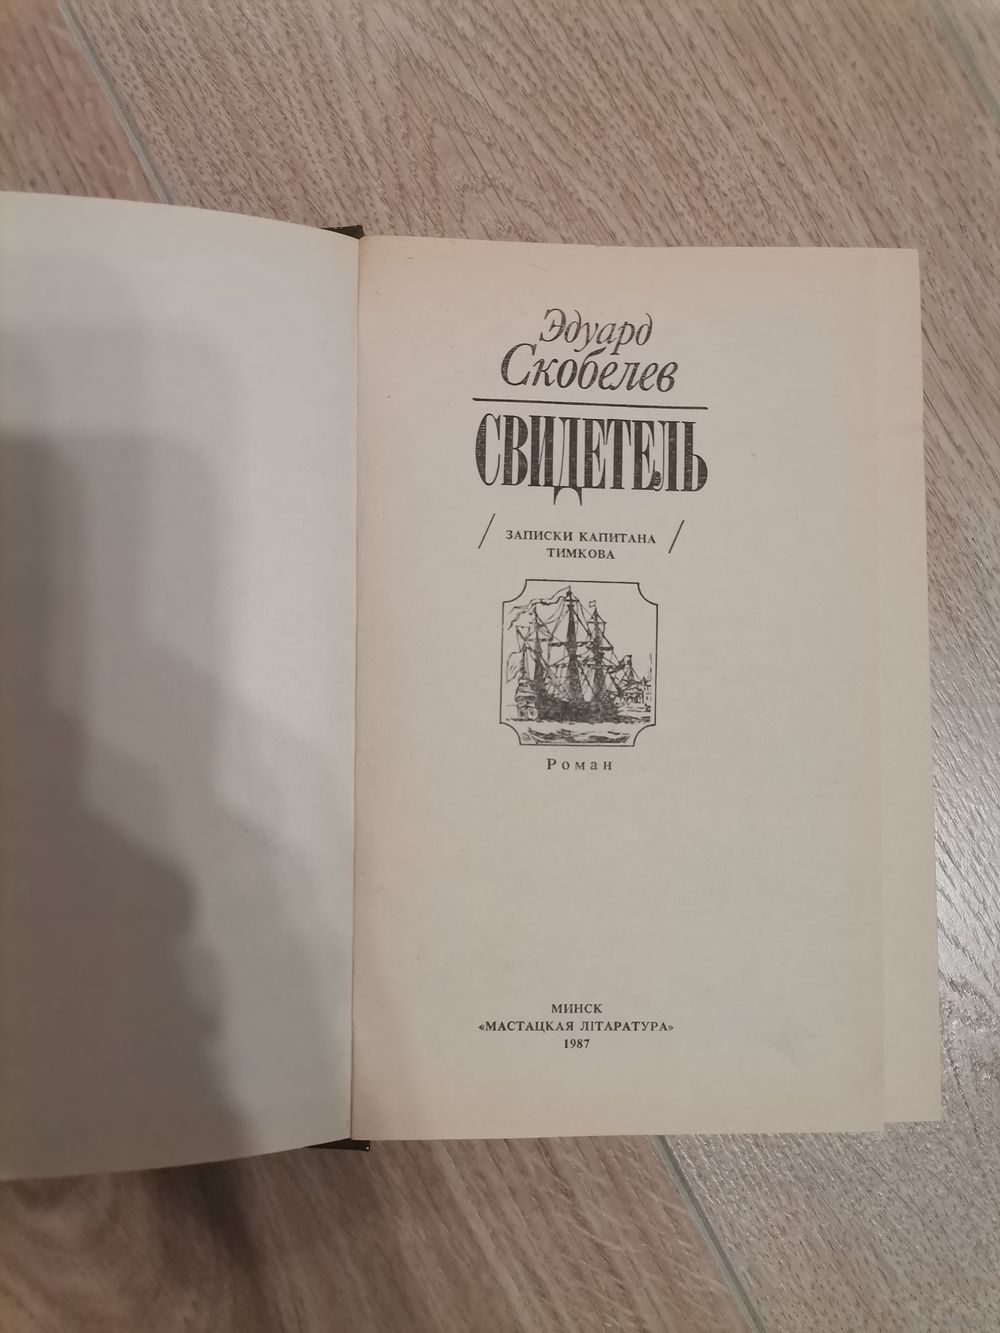 Эдуард
Скобелев
СВИДЕТЕЛЬ
/ ЗАПИСКИ КАПИТАНА /
ТИМКОВА
Роман
МИНСК
«МАСТАЦКАЯ ЛІТАРАТУРА»
1987